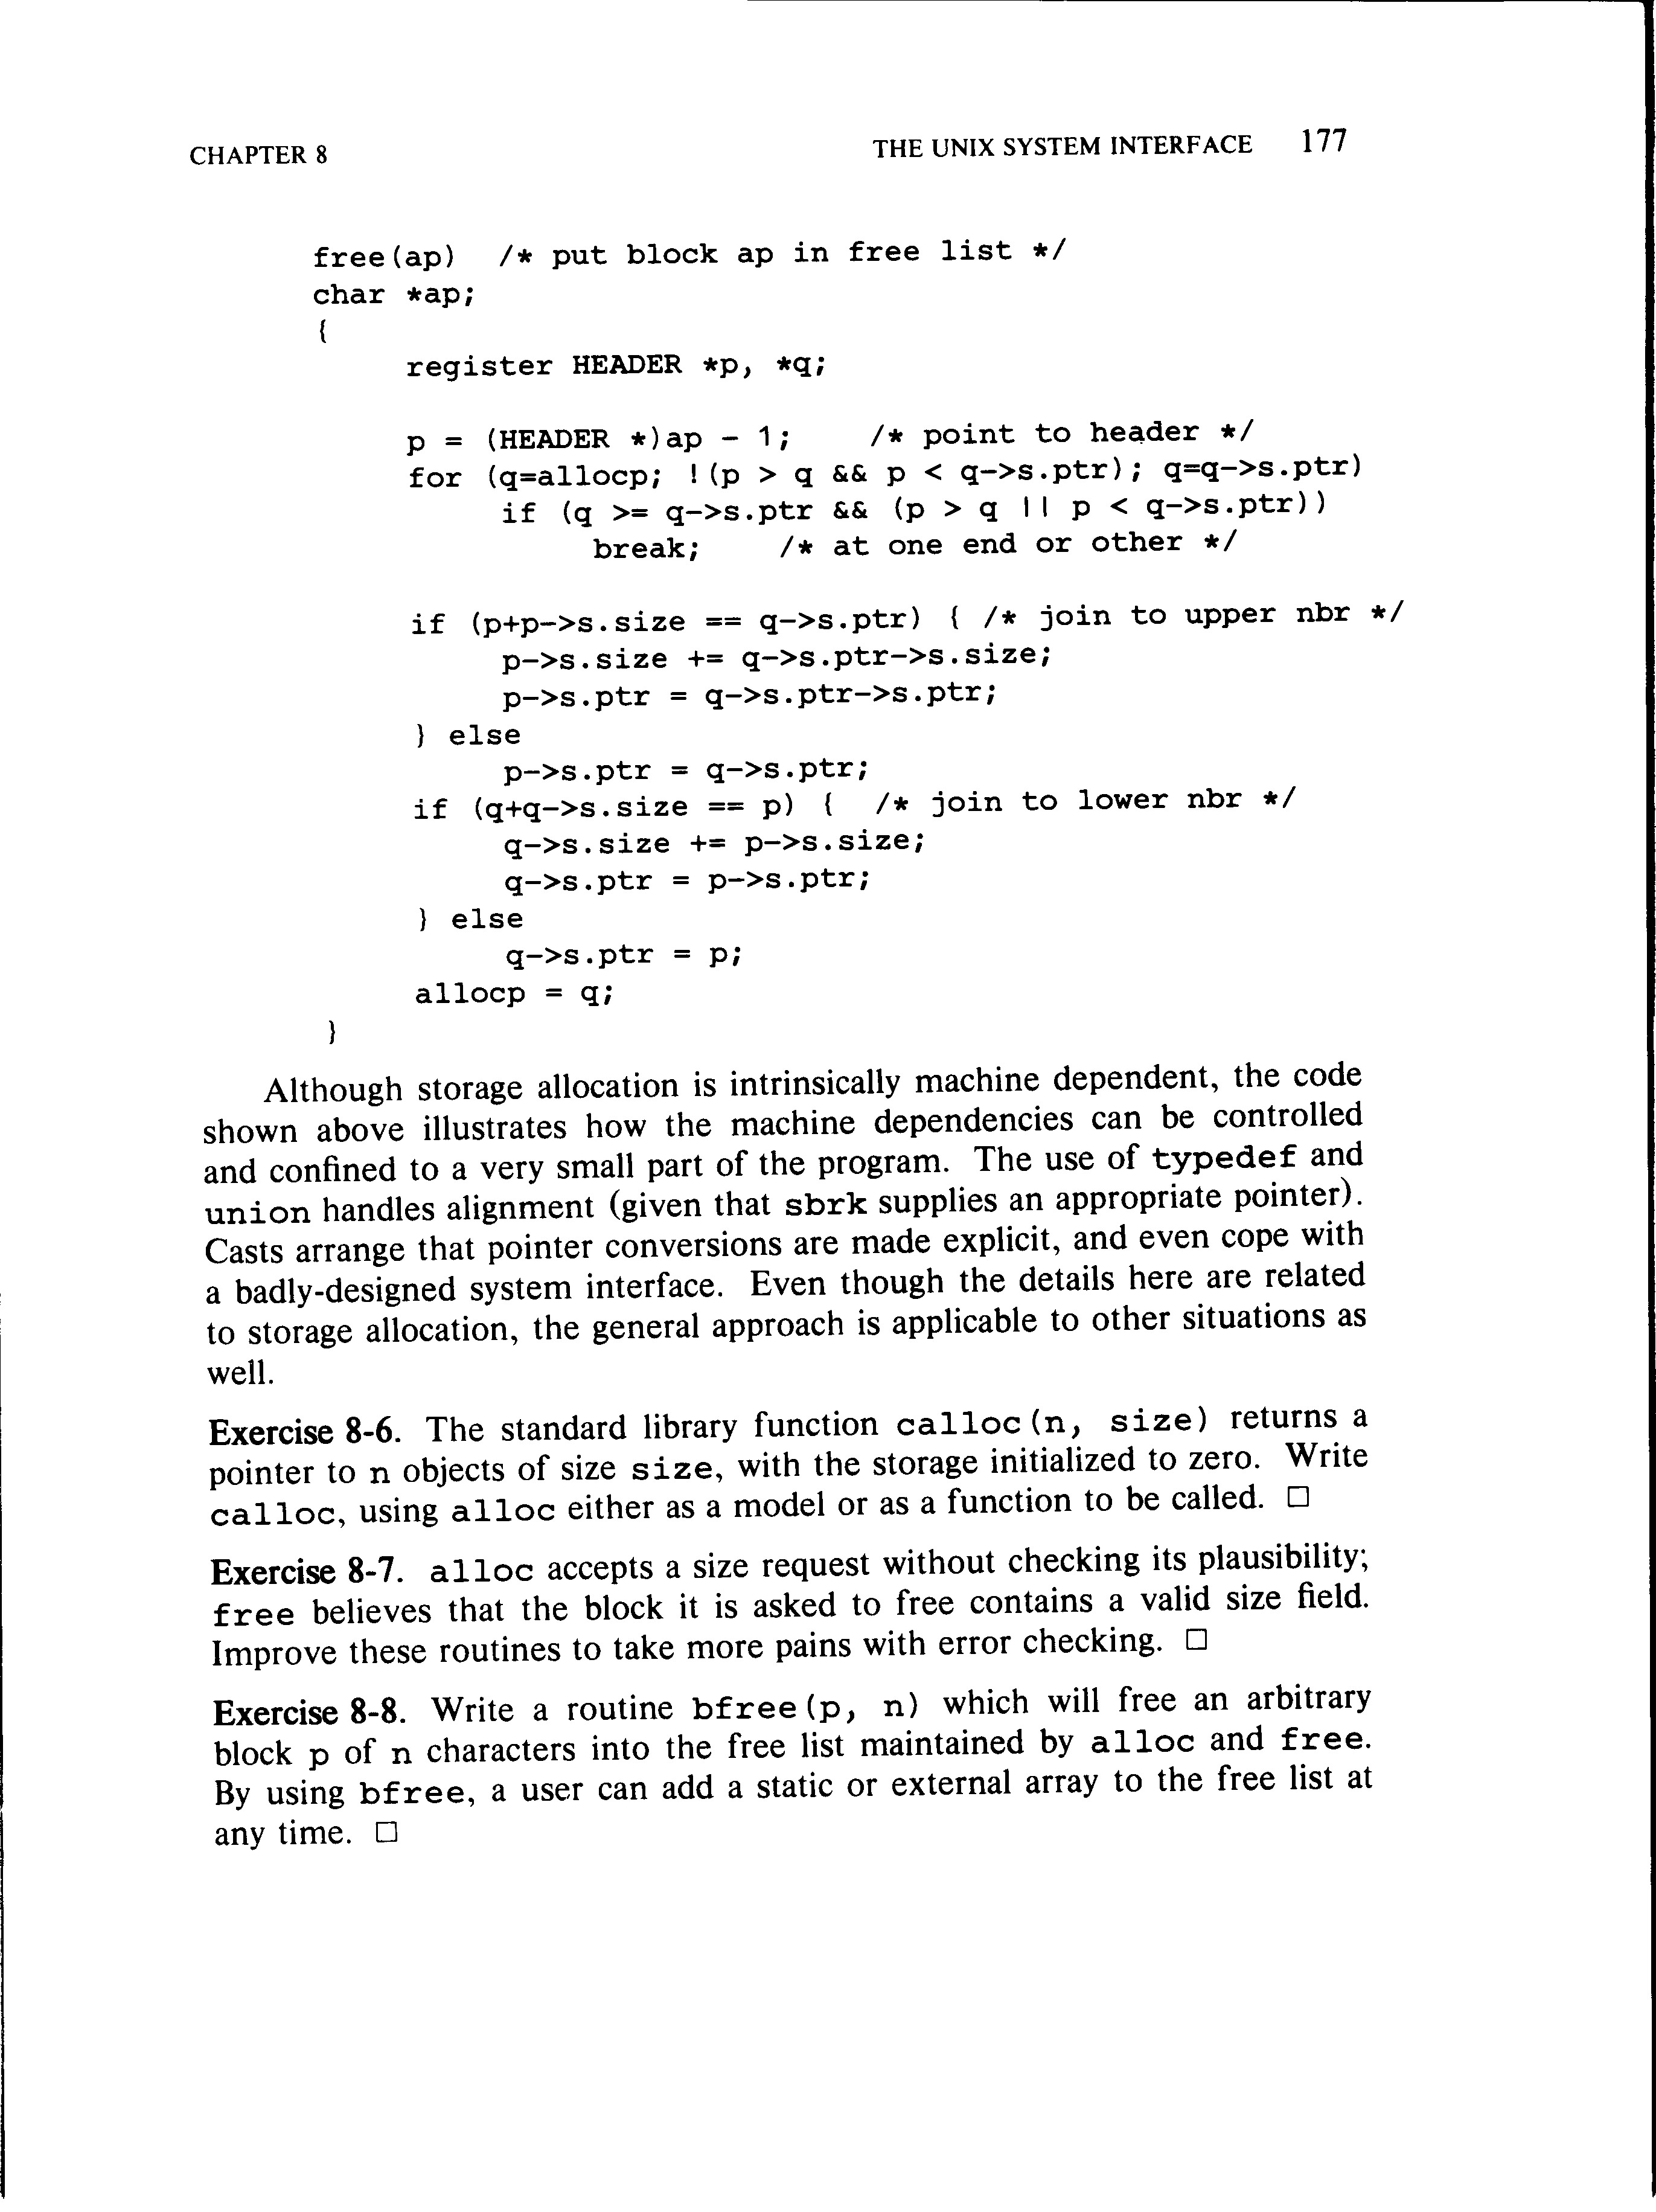 CHAPTER 8 THE UNIX SYSTEM INTERFACE 177
free(ap) /* put block ap in free list */
char *ap;
{
register HEADER *p, *q;
p = (HEADER *)ap - 1; /* point to header */
for (q=allocp; !(p > q && p < q->s.ptr); q=q->s.ptr)
if (q >= q->s.ptr && (p > q || p < q->s.ptr))
break; /* at one end or other */
if (p+p->s.size == q->s.ptr) { /* join to upper nbr */
p->s.size += q->s.ptr->s.size;
p->s.ptr = q->s.ptr->s.ptr;
} else
p->s.ptr = q->s.ptr;
if (q+q->s.size == p) { /* join to lower nbr */
q->s.size += p->s.size;
q->s.ptr = p->s.ptr;
} else
q->s.ptr = p;
allocp = q;
}
Although storage allocation is intrinsically machine dependent, the code
shown above illustrates how the machine dependencies can be controlled
and confined to a very small part of the program. The use of typedef and
union handles alignment (given that sbrk supplies an appropriate pointer).
Casts arrange that pointer conversions are made explicit, and even cope with
a badly-designed system interface. Even though the details here are related
to storage allocation, the general approach is applicable to other situations as
well.
Exercise 8-6. The standard library function calloc(n, size) returns a
pointer to n objects of size size, with the storage initialized to zero. Write
calloc, using alloc either as a model or as a function to be called. □
Exercise 8-7. alloc accepts a size request without checking its plausibility;
free believes that the block it is asked to free contains a valid size field.
Improve these routines to take more pains with error checking. □
Exercise 8-8. Write a routine bfree(p, n) which will free an arbitrary
block p of n characters into the free list maintained by alloc and free.
By using bfree, a user can add a static or external array to the free list at
any time. □